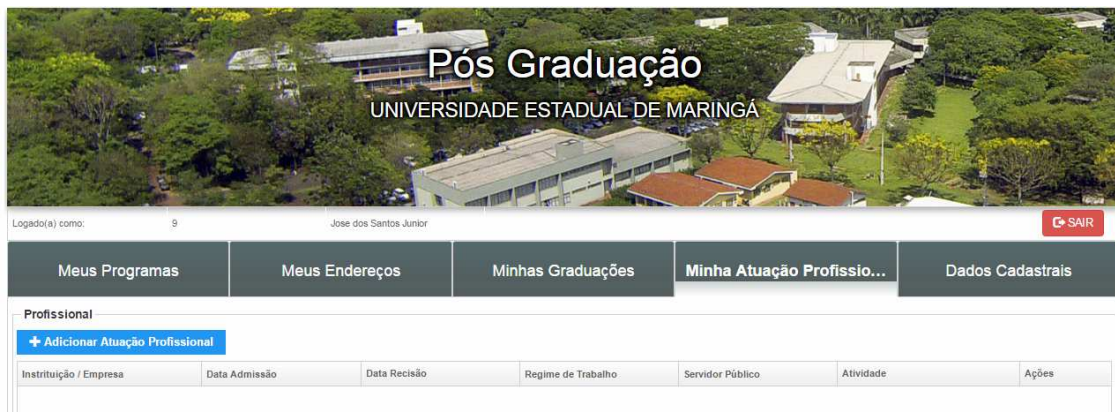 Pós Graduação
UNIVERSIDADE ESTADUAL DE MARINGÁ
Logado(a) como: 9 Jose dos Santos Junior SAIR
Meus Programas Meus Endereços Minhas Graduações Minha Atuação Profissio... Dados Cadastrais
Profissional
+ Adicionar Atuação Profissional
Instrituição / Empresa Data Admissão Data Recisão Regime de Trabalho Servidor Público Atividade Ações